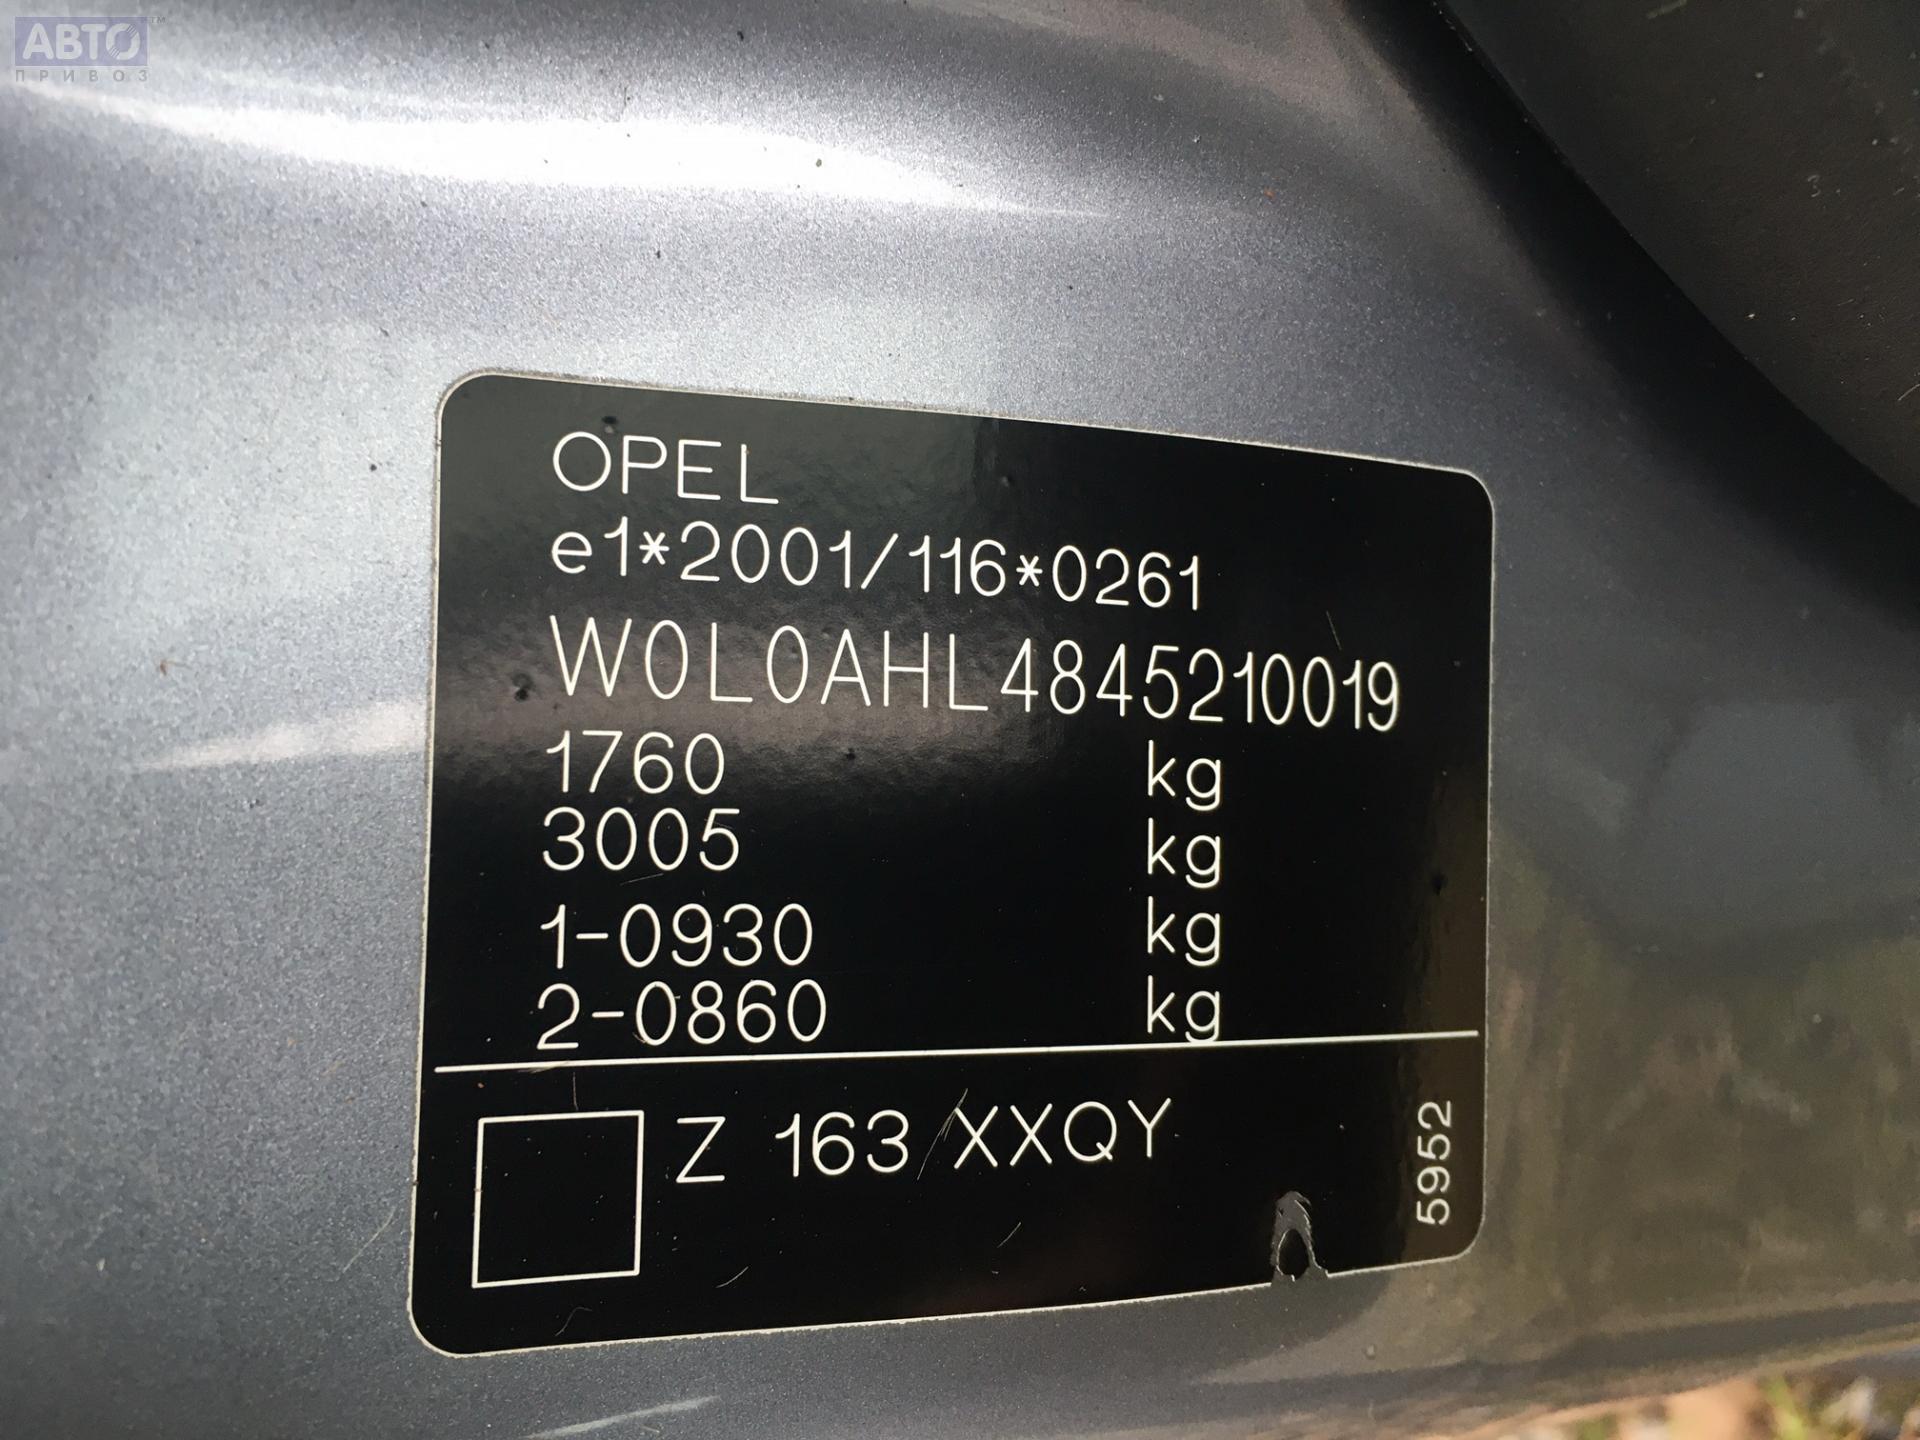 АВТО™
ПРИВОЗ
OPEL
e1*2001/116*0261
W0L0AHL4845210019
1760 kg
3005 kg
1-0930 kg
2-0860 kg
Z 163 XXQY
5952